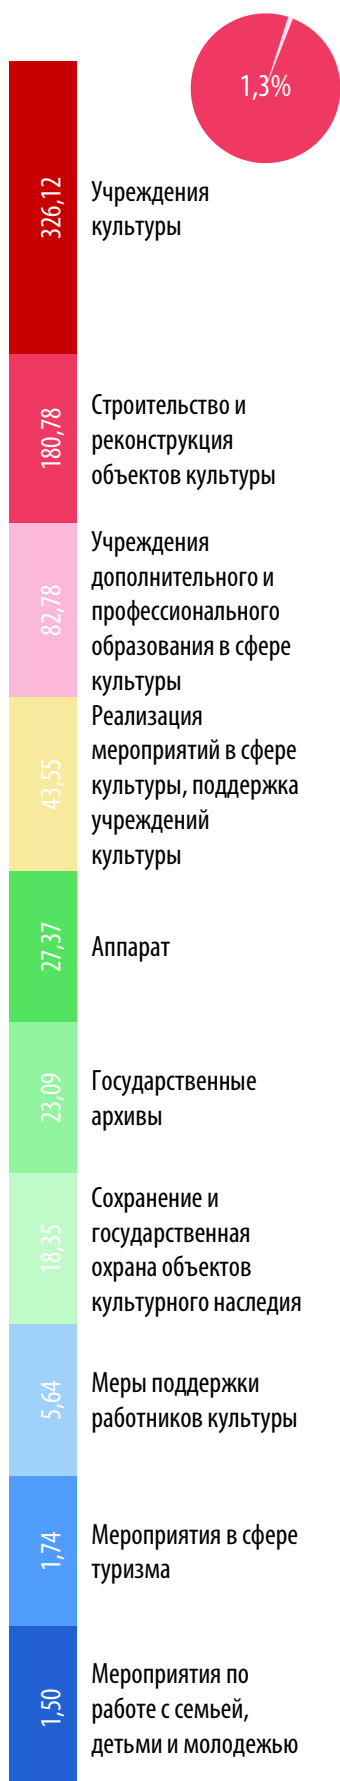 1,3%
326,12
Учреждения
культуры
180,78
Строительство и
реконструкция
объектов культуры
82,78
Учреждения
дополнительного и
профессионального
образования в сфере
культуры
43,55
Реализация
мероприятий в сфере
культуры, поддержка
учреждений
культуры
27,37
Аппарат
23,09
Государственные
архивы
18,35
Сохранение и
государственная
охрана объектов
культурного наследия
5,64
Меры поддержки
работников культуры
1,74
Мероприятия в сфере
туризма
1,50
Мероприятия по
работе с семьей,
детьми и молодежью